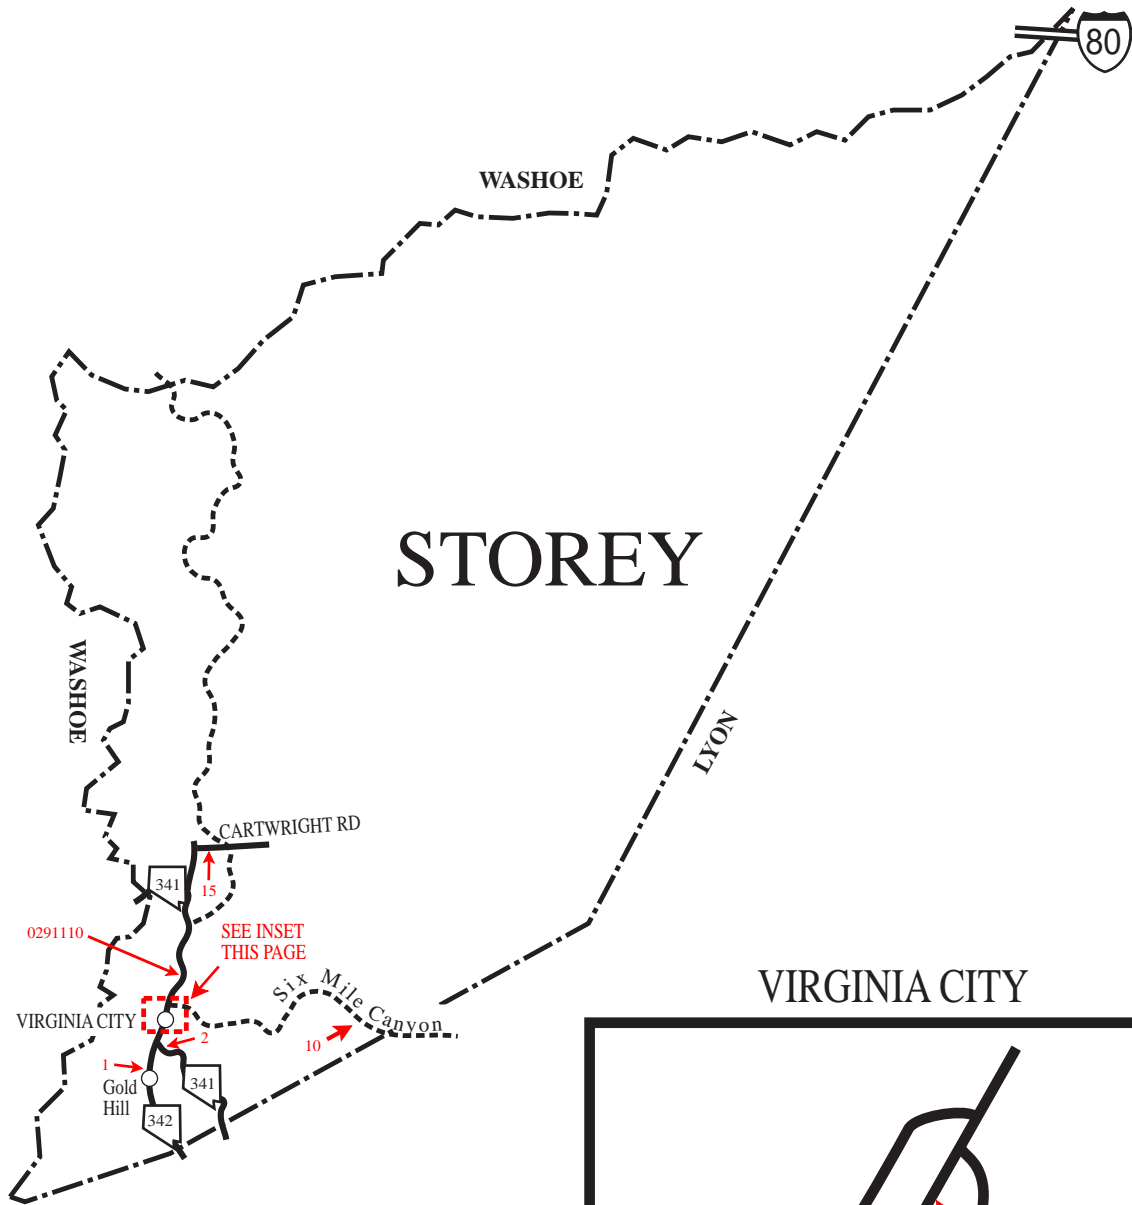 80
WASHOE
STOREY
WASHOE
LYON
CARTWRIGHT RD
341
15
0291110
SEE INSET
THIS PAGE
Six Mile Canyon
VIRGINIA CITY
VIRGINIA CITY
2
10
1
Gold
Hill
341
342